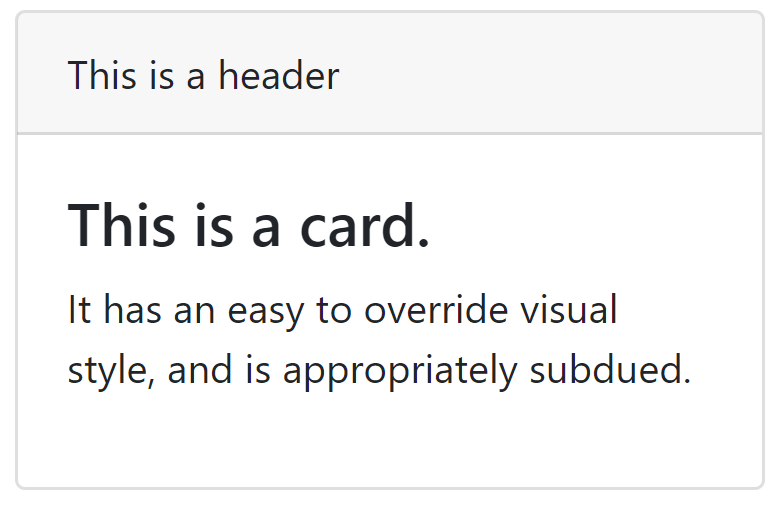 This is a header
This is a card.
It has an easy to override visual
style, and is appropriately subdued.